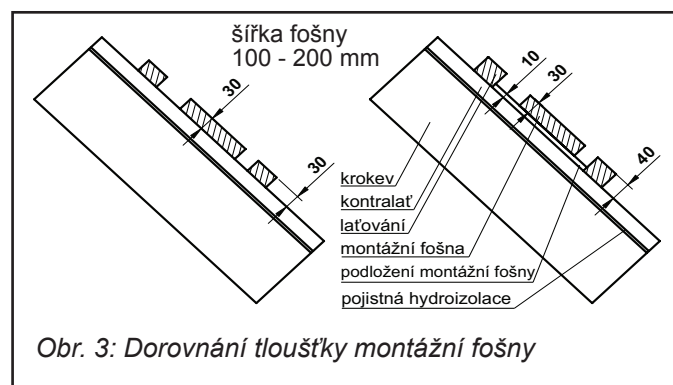 šířka fošny
100 - 200 mm
30
30
10
30
40
krokev
kontralať
laťování
montážní fošna
podložení montážní fošny
pojistná hydroizolace
Obr. 3: Dorovnání tloušťky montážní fošny